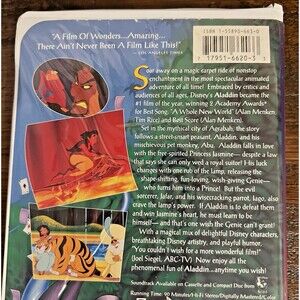 "A Film Of Wonders...Amazing...
There Ain't Never Been A Film Like This!"
—LOS ANGELES TIMES
ISBN 1-55890-663-0
7 17951-6620-3
Soar away on a magic carpet ride of nonstop
enchantment in the most spectacular animated
adventure of all time! Embraced by critics and
audiences of all ages, Disney's Aladdin became the
#1 film of the year, winning 2 Academy Awards®
for Best Song, "A Whole New World" (Alan Menken,
Tim Rice) and Best Score (Alan Menken).
Set in the mythical city of Agrabah, the story
follows a street-smart peasant, Aladdin, and his
mischievous pet monkey, Abu. Aladdin falls in love with
the free-spirited Princess Jasmine— despite a law
that says she can only wed a royal suitor! His luck
changes with one rub of the lamp, releasing the
shape-shifting, fun-loving, wish-giving Genie,
who turns him into a Prince! But the evil
sorcerer, Jafar, and his wisecracking parrot, Iago, also
crave the lamp's power. If Aladdin is to defeat them
and win Jasmine's heart, he must learn to be
himself— and that's one wish the Genie can't grant!
With a magical mix of delightful Disney characters,
breathtaking Disney artistry, and playful humor,
"You couldn't wish for a more wonderful film!"
(Joel Siegel, ABC-TV) Now enjoy all the
phenomenal fun of Aladdin...anytime you wish!
Soundtrack Available on Cassette and Compact Disc from
Running Time: 90 Minutes/Hi-Fi Stereo/Digitally Mastered/Color